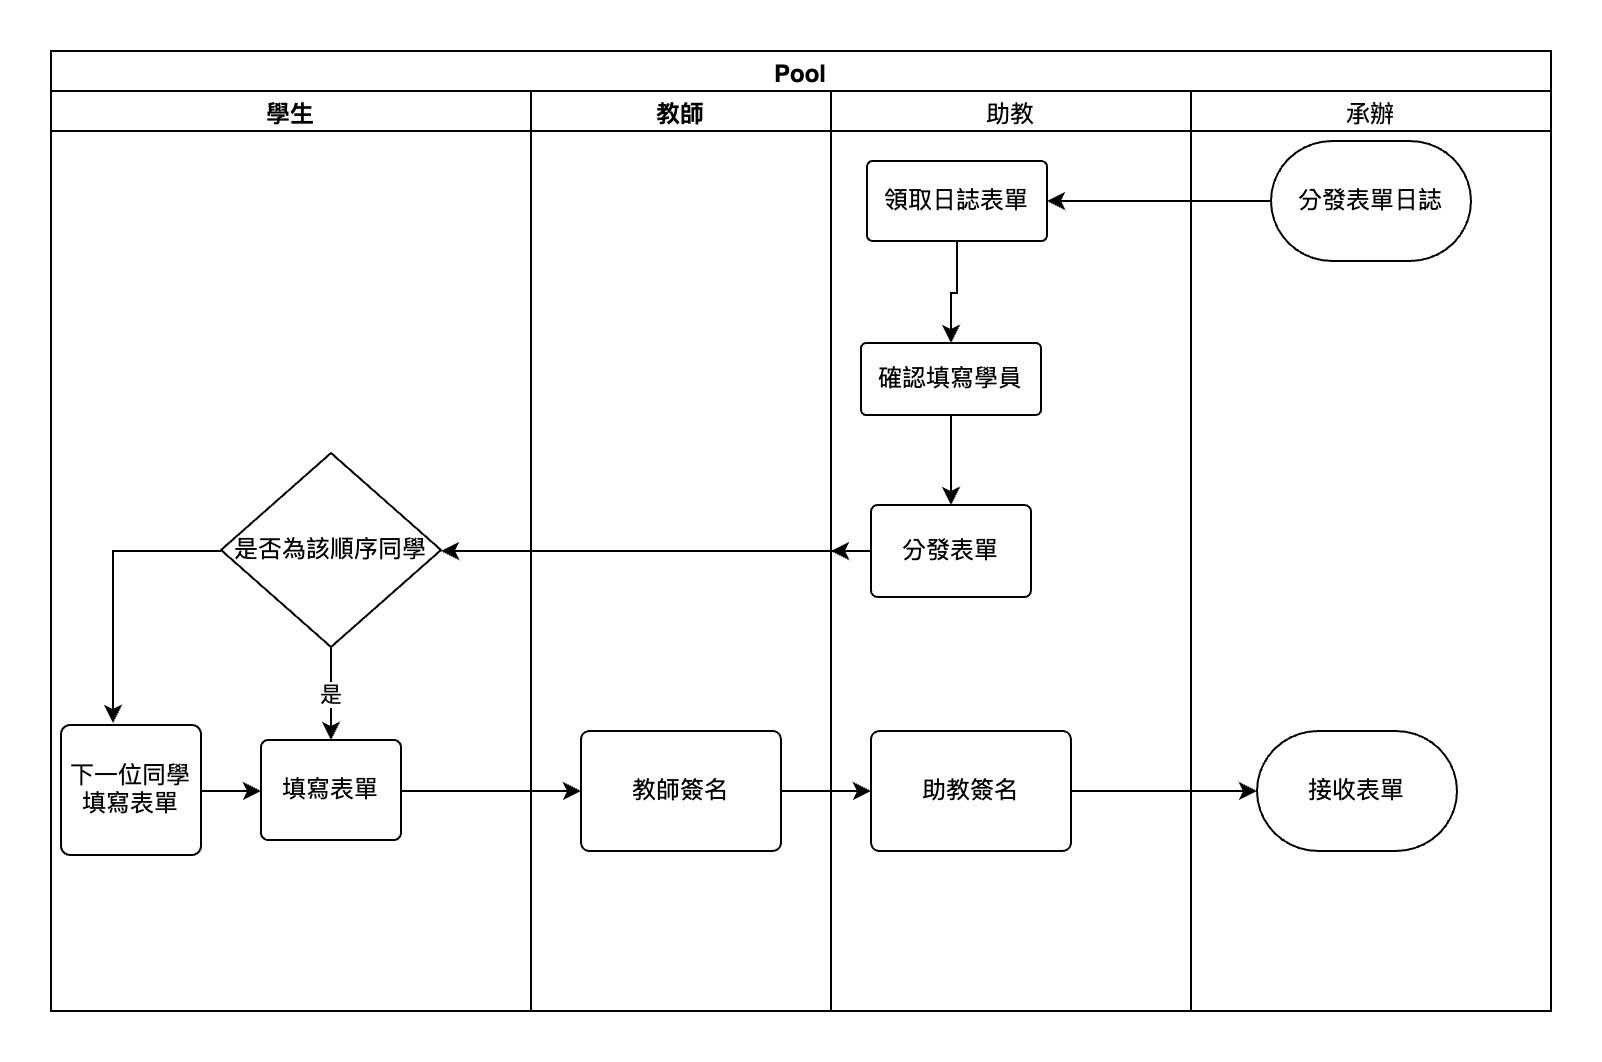 Pool
學生
教師
助教
承辦
領取日誌表單
分發表單日誌
確認填寫學員
是否為該順序同學
分發表單
是
下一位同學
填寫表單
填寫表單
教師簽名
助教簽名
接收表單